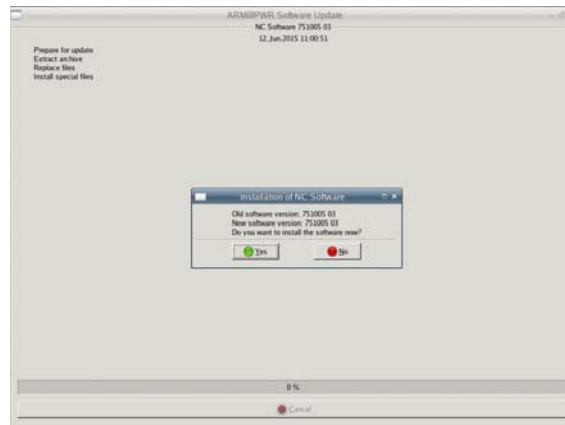 ARMillPWR Software Update
NC Software 751005 03
12. Jun 2015 11:00:51
Prepare for update
Extract archive
Replace files
Install special files
Installation of NC Software
Old software version: 751005 03
New software version: 751005 03
Do you want to install the software now?
Yes
No
0 %
Cancel